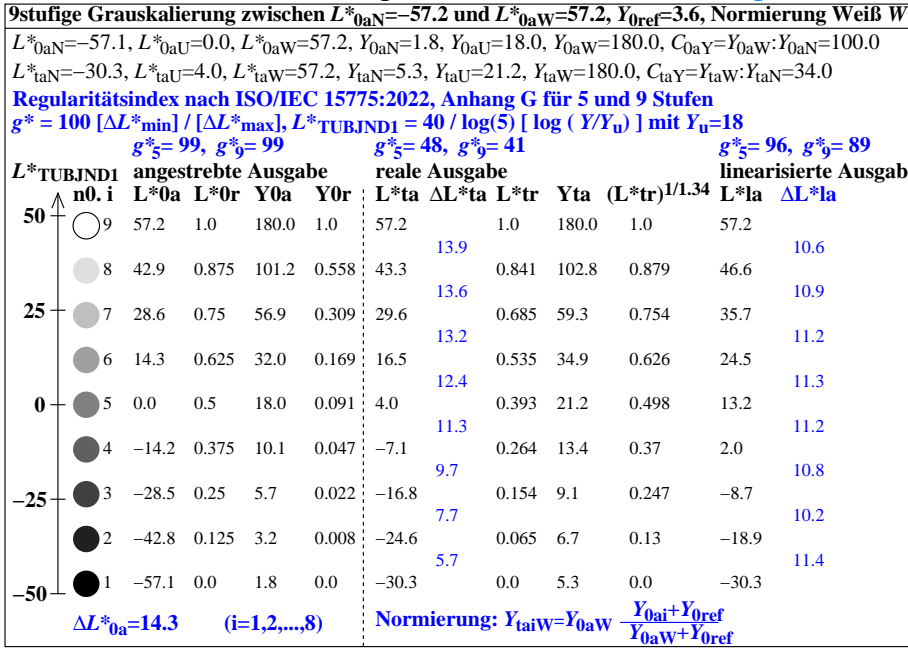 9stufige Grauskalierung zwischen L*0aN=−57.2 und L*0aW=57.2, Y0ref=3.6, Normierung Weiß W
L*0aN=−57.1, L*0aU=0.0, L*0aW=57.2, Y0aN=1.8, Y0aU=18.0, Y0aW=180.0, C0aY=Y0aW:Y0aN=100.0
L*taN=−30.3, L*taU=4.0, L*taW=57.2, YtaN=5.3, YtaU=21.2, YtaW=180.0, CtaY=YtaW:YtaN=34.0
Regularitätsindex nach ISO/IEC 15775:2022, Anhang G für 5 und 9 Stufen
g* = 100 [ΔL*min] / [ΔL*max], L*TUBJND1 = 40 / log(5) [ log ( Y/Yu) ] mit Yu=18
g*5= 99, g*9= 99 g*5= 48, g*9= 41 g*5= 96, g*9= 89
L*TUBJND1 angestrebte Ausgabe reale Ausgabe linearisierte Ausgab
n0. i L*0a L*0r Y0a Y0r L*ta ΔL*ta L*tr Yta (L*tr)1/1.34 L*la ΔL*la
50 9 57.2 1.0 180.0 1.0 57.2 1.0 180.0 1.0 57.2
13.9 10.6
8 42.9 0.875 101.2 0.558 43.3 0.841 102.8 0.879 46.6
13.6 10.9
25 7 28.6 0.75 56.9 0.309 29.6 0.685 59.3 0.754 35.7
13.2 11.2
6 14.3 0.625 32.0 0.169 16.5 0.535 34.9 0.626 24.5
12.4 11.3
0 5 0.0 0.5 18.0 0.091 4.0 0.393 21.2 0.498 13.2
11.3 11.2
4 −14.2 0.375 10.1 0.047 −7.1 0.264 13.4 0.37 2.0
9.7 10.8
−25 3 −28.5 0.25 5.7 0.022 −16.8 0.154 9.1 0.247 −8.7
7.7 10.2
2 −42.8 0.125 3.2 0.008 −24.6 0.065 6.7 0.13 −18.9
5.7 11.4
−50 1 −57.1 0.0 1.8 0.0 −30.3 0.0 5.3 0.0 −30.3
ΔL*0a=14.3 (i=1,2,...,8) Normierung: YtaiW=Y0aW Y0ai+Y0ref
Y0aW+Y0ref